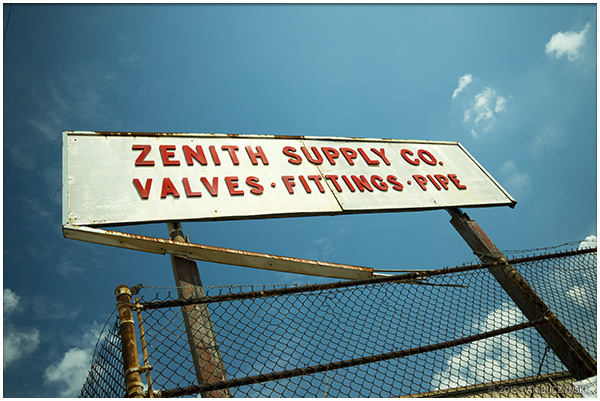 ZENITH SUPPLY CO.
VALVES · FITTINGS · PIPE